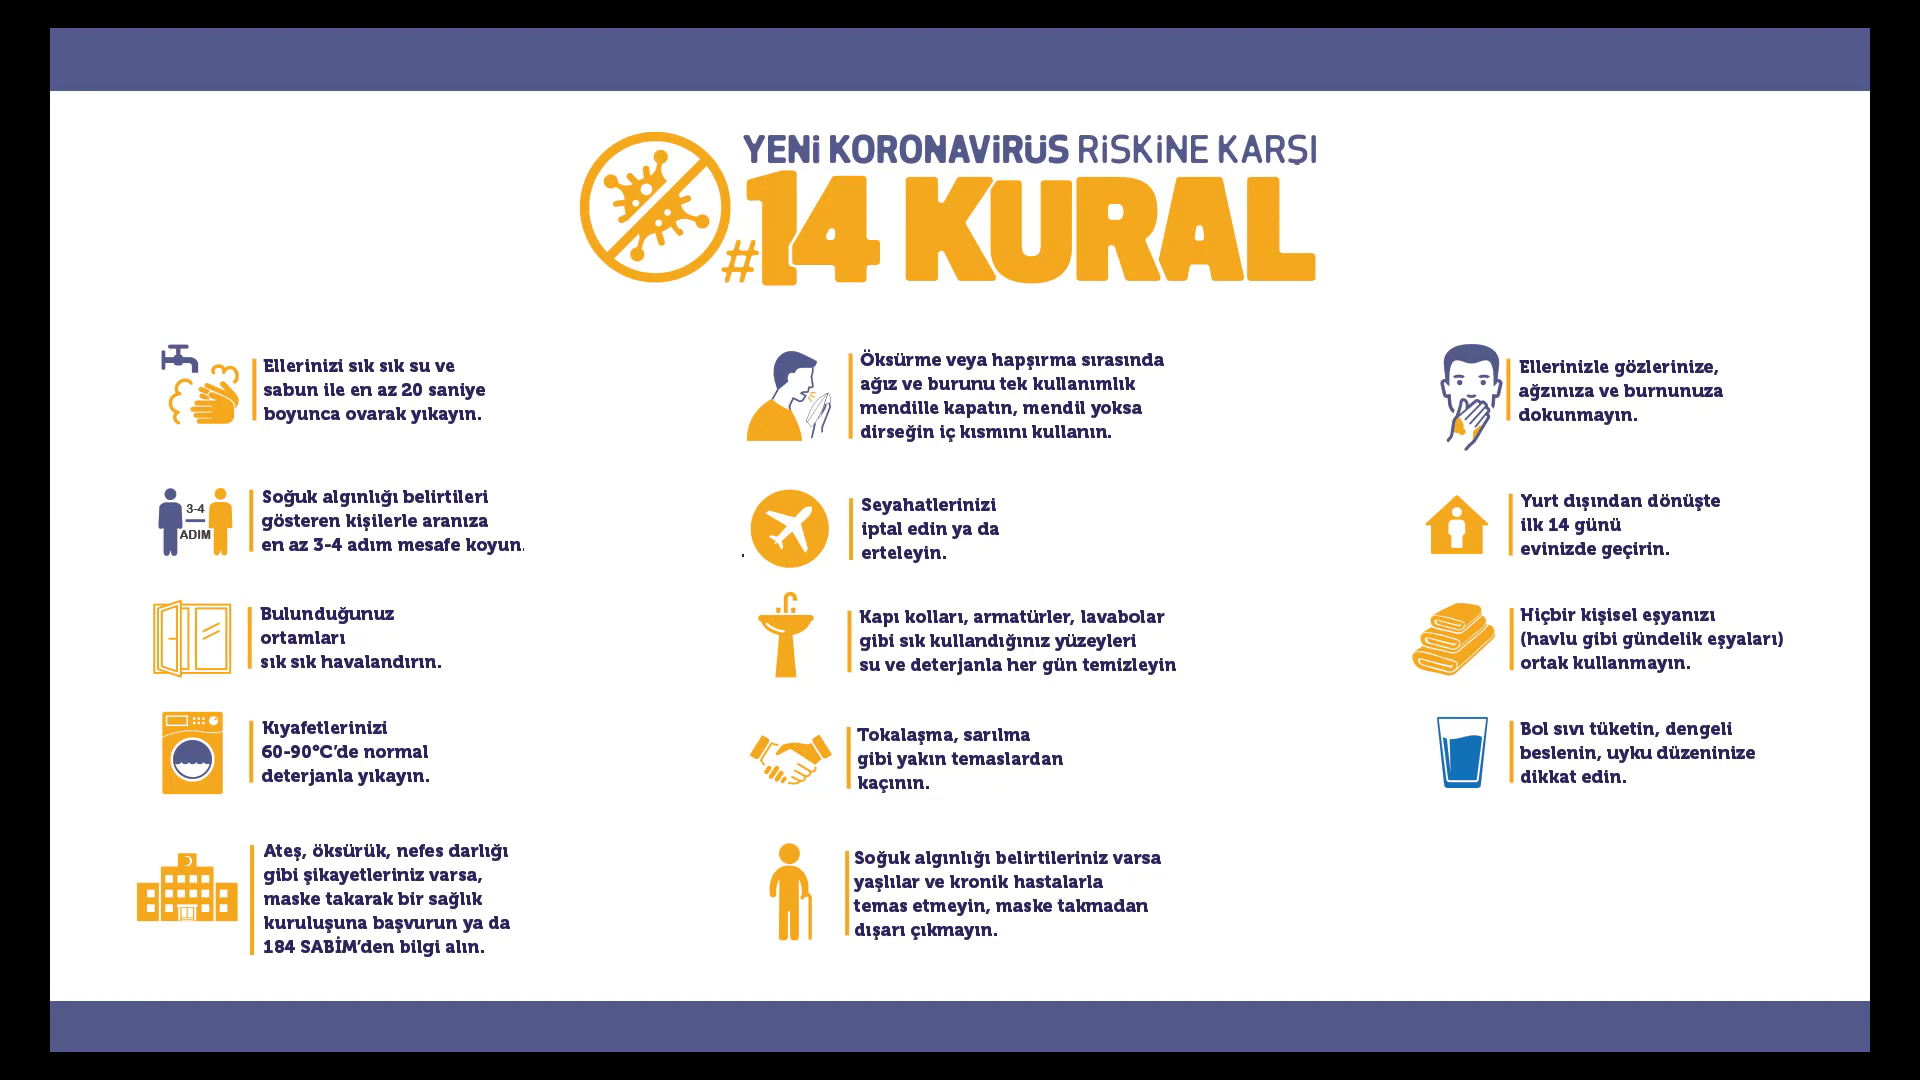 YENİ KORONAVİRÜS RİSKİNE KARŞI
#14 KURAL
Ellerinizi sık sık su ve
sabun ile en az 20 saniye
boyunca ovarak yıkayın.
Öksürme veya hapşırma sırasında
ağız ve burunu tek kullanımlık
mendille kapatın, mendil yoksa
dirseğin iç kısmını kullanın.
Ellerinizle gözlerinize,
ağzınıza ve burnunuza
dokunmayın.
3-4
ADIM
Soğuk algınlığı belirtileri
gösteren kişilerle aranıza
en az 3-4 adım mesafe koyun.
Seyahatlerinizi
iptal edin ya da
erteleyin.
Yurt dışından dönüşte
ilk 14 günü
evinizde geçirin.
Bulunduğunuz
ortamları
sık sık havalandırın.
Kapı kolları, armatürler, lavabolar
gibi sık kullandığınız yüzeyleri
su ve deterjanla her gün temizleyin
Hiçbir kişisel eşyanızı
(havlu gibi gündelik eşyaları)
ortak kullanmayın.
Kıyafetlerinizi
60-90°C'de normal
deterjanla yıkayın.
Tokalaşma, sarılma
gibi yakın temaslardan
kaçının.
Bol sıvı tüketin, dengeli
beslenin, uyku düzeninize
dikkat edin.
Ateş, öksürük, nefes darlığı
gibi şikayetleriniz varsa,
maske takarak bir sağlık
kuruluşuna başvurun ya da
184 SABİM'den bilgi alın.
Soğuk algınlığı belirtileriniz varsa
yaşlılar ve kronik hastalarla
temas etmeyin, maske takmadan
dışarı çıkmayın.